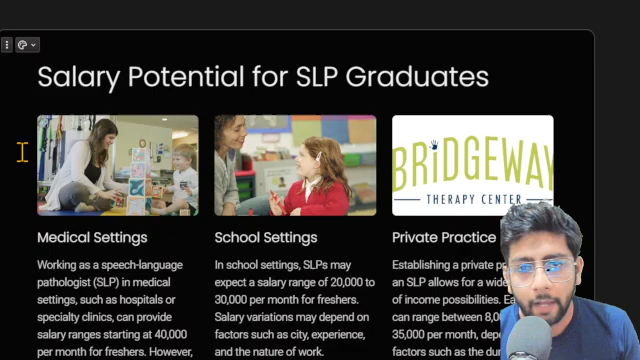 Salary Potential for SLP Graduates
BRiDGEWAY
THERAPY CENTER
Medical Settings
Working as a speech-language
pathologist (SLP) in medical
settings, such as hospitals or
specialty clinics, can provide
salary ranges starting at 40,000
per month for freshers. However,
School Settings
In school settings, SLPs may
expect a salary range of 20,000 to
30,000 per month for freshers.
Salary variations may depend on
factors such as city, experience,
and the nature of work.
Private Practice
Establishing a private
an SLP allows for a wide
of income possibilities.
can range between
35,000 per month,
factors such as the